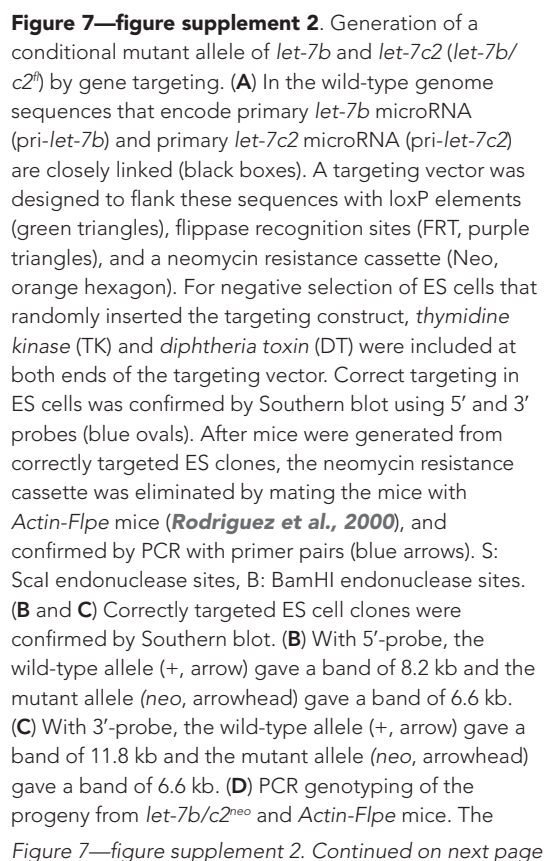 Figure 7—figure supplement 2. Generation of a
conditional mutant allele of let-7b and let-7c2 (let-7b/
c2fl) by gene targeting. (A) In the wild-type genome
sequences that encode primary let-7b microRNA
(pri-let-7b) and primary let-7c2 microRNA (pri-let-7c2)
are closely linked (black boxes). A targeting vector was
designed to flank these sequences with loxP elements
(green triangles), flippase recognition sites (FRT, purple
triangles), and a neomycin resistance cassette (Neo,
orange hexagon). For negative selection of ES cells that
randomly inserted the targeting construct, thymidine
kinase (TK) and diphtheria toxin (DT) were included at
both ends of the targeting vector. Correct targeting in
ES cells was confirmed by Southern blot using 5′ and 3′
probes (blue ovals). After mice were generated from
correctly targeted ES clones, the neomycin resistance
cassette was eliminated by mating the mice with
Actin-Flpe mice (Rodriguez et al., 2000), and
confirmed by PCR with primer pairs (blue arrows). S:
ScaI endonuclease sites, B: BamHI endonuclease sites.
(B and C) Correctly targeted ES cell clones were
confirmed by Southern blot. (B) With 5′-probe, the
wild-type allele (+, arrow) gave a band of 8.2 kb and the
mutant allele (neo, arrowhead) gave a band of 6.6 kb.
(C) With 3′-probe, the wild-type allele (+, arrow) gave a
band of 11.8 kb and the mutant allele (neo, arrowhead)
gave a band of 6.6 kb. (D) PCR genotyping of the
progeny from let-7b/c2neo and Actin-Flpe mice. The
Figure 7—figure supplement 2. Continued on next page